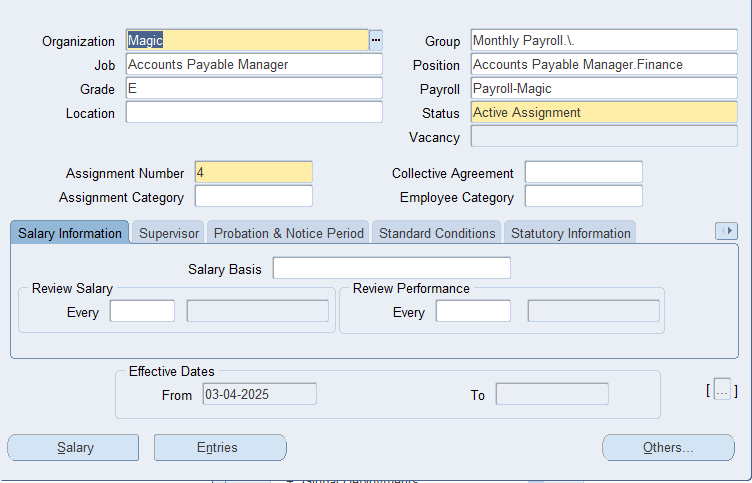 Organization Magic ... Group Monthly Payroll.\.
Job Accounts Payable Manager Position Accounts Payable Manager.Finance
Grade E Payroll Payroll-Magic
Location Status Active Assignment
Vacancy
Assignment Number 4 Collective Agreement
Assignment Category Employee Category
Salary Information Supervisor Probation & Notice Period Standard Conditions Statutory Information
Salary Basis
Review Salary Review Performance
Every Every
Effective Dates
From 03-04-2025 To [ ... ]
Salary Entries Others...
Global Deployments